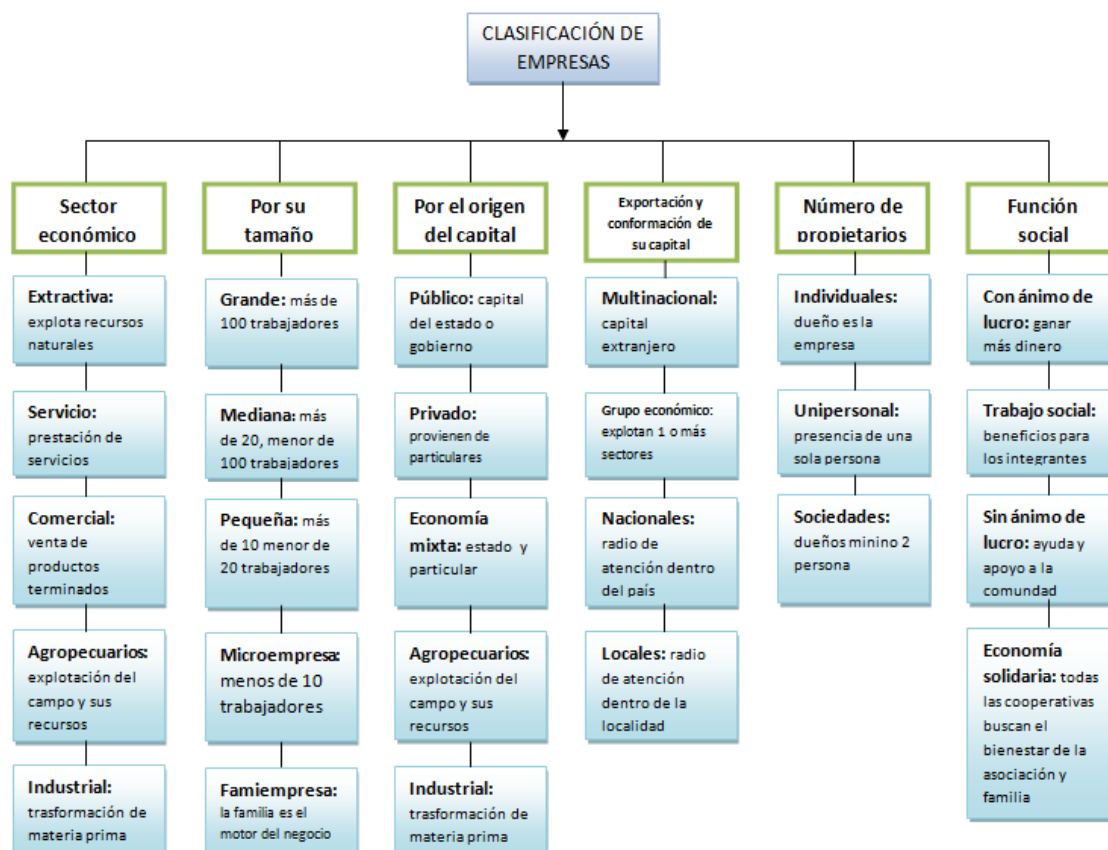 CLASIFICACIÓN DE
EMPRESAS
Sector
económico
Extractiva:
explota recursos
naturales
Servicio:
prestación de
servicios
Comercial:
venta de
productos
terminados
Agropecuarios:
explotación del
campo y sus
recursos
Industrial:
trasformación de
materia prima
Por su
tamaño
Grande: más de
100 trabajadores
Mediana: más
de 20, menor de
100 trabajadores
Pequeña: más
de 10 menor de
20 trabajadores
Microempresa:
menos de 10
trabajadores
Famiempresa:
la familia es el
motor del negocio
Por el origen
del capital
Público: capital
del estado o
gobierno
Privado:
provienen de
particulares
Economía
mixta: estado y
particular
Agropecuarios:
explotación del
campo y sus
recursos
Industrial:
trasformación de
materia prima
Exportación y
conformación de
su capital
Multinacional:
capital
extranjero
Grupo económico:
explotan 1 o más
sectores
Nacionales:
radio de
atención dentro
del país
Locales: radio
de atención
dentro de la
localidad
Número de
propietarios
Individuales:
dueño es la
empresa
Unipersonal:
presencia de una
sola persona
Sociedades:
dueños minino 2
persona
Función
social
Con ánimo de
lucro: ganar
más dinero
Trabajo social:
beneficios para
los integrantes
Sin ánimo de
lucro: ayuda y
apoyo a la
comundad
Economía
solidaria: todas
las cooperativas
buscan el
bienestar de la
asociación y
familia